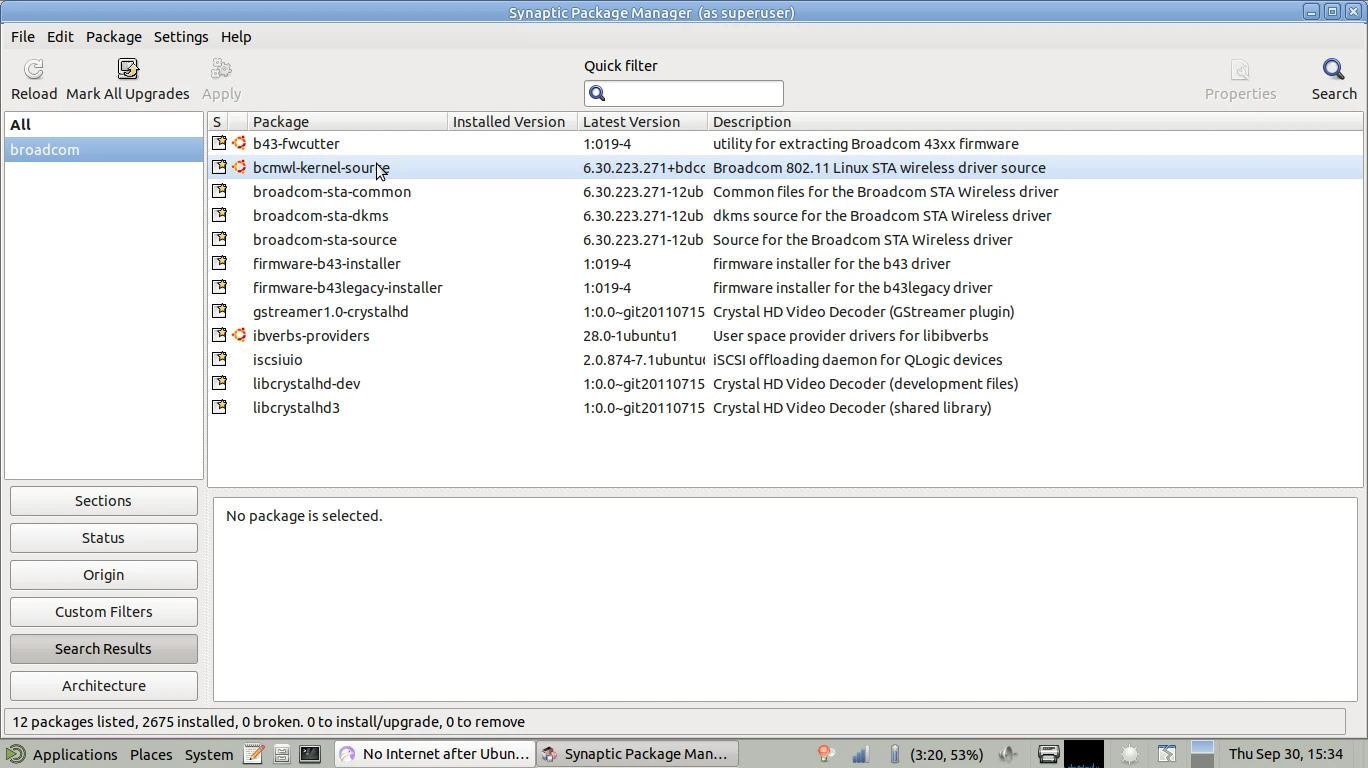 Synaptic Package Manager (as superuser)
File Edit Package Settings Help
Reload Mark All Upgrades Apply
Quick filter
Properties Search
All
broadcom
S Package Installed Version Latest Version Description
b43-fwcutter 1:019-4 utility for extracting Broadcom 43xx firmware
bcmwl-kernel-source 6.30.223.271+bdcc Broadcom 802.11 Linux STA wireless driver source
broadcom-sta-common 6.30.223.271-12ub Common files for the Broadcom STA Wireless driver
broadcom-sta-dkms 6.30.223.271-12ub dkms source for the Broadcom STA Wireless driver
broadcom-sta-source 6.30.223.271-12ub Source for the Broadcom STA Wireless driver
firmware-b43-installer 1:019-4 firmware installer for the b43 driver
firmware-b43legacy-installer 1:019-4 firmware installer for the b43legacy driver
gstreamer1.0-crystalhd 1:0.0~git20110715 Crystal HD Video Decoder (GStreamer plugin)
ibverbs-providers 28.0-1ubuntu1 User space provider drivers for libibverbs
iscsiuio 2.0.874-7.1ubuntu iSCSI offloading daemon for QLogic devices
libcrystalhd-dev 1:0.0~git20110715 Crystal HD Video Decoder (development files)
libcrystalhd3 1:0.0~git20110715 Crystal HD Video Decoder (shared library)
Sections
Status
Origin
Custom Filters
Search Results
Architecture
No package is selected.
12 packages listed, 2675 installed, 0 broken. 0 to install/upgrade, 0 to remove
Applications Places System No Internet after Ubun... Synaptic Package Man... (3:20, 53%) Thu Sep 30, 15:34